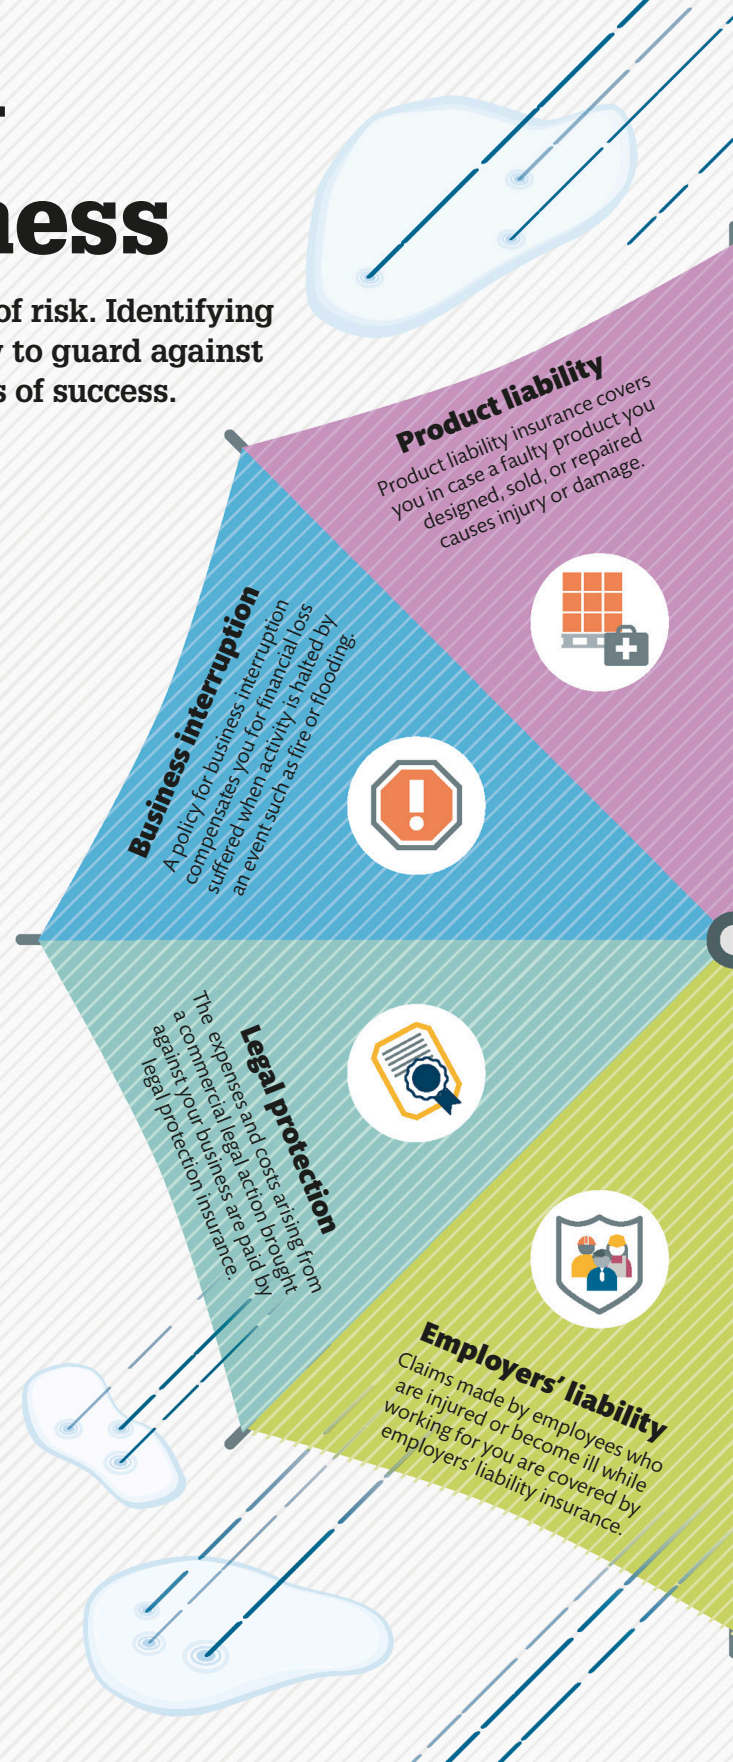 ness
of risk. Identifying
to guard against
of success.
Product liability
Product liability insurance covers
you in case a faulty product you
designed, sold, or repaired
causes injury or damage.
Business interruption
A policy for business interruption
compensates you for financial loss
suffered when activity is halted by
an event such as fire or flooding.
Legal protection
The expenses and costs arising from
a commercial legal action brought
against your business are paid by
legal protection insurance.
Employers’ liability
Claims made by employees who
are injured or become ill while
working for you are covered by
employers’ liability insurance.